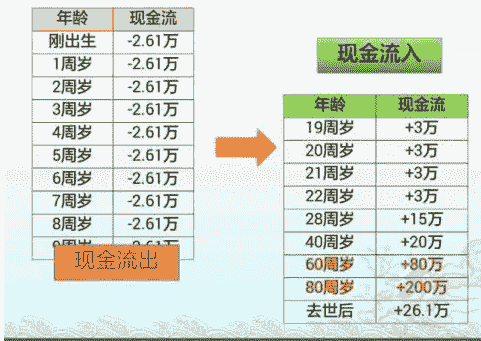 年龄 现金流
刚出生 -2.61万
1周岁 -2.61万
2周岁 -2.61万
3周岁 -2.61万
4周岁 -2.61万
5周岁 -2.61万
6周岁 -2.61万
7周岁 -2.61万
8周岁 -2.61万
9周岁 -2.61万
现金流出
现金流入
年龄 现金流
19周岁 +3万
20周岁 +3万
21周岁 +3万
22周岁 +3万
28周岁 +15万
40周岁 +20万
60周岁 +80万
80周岁 +200万
去世后 +26.1万